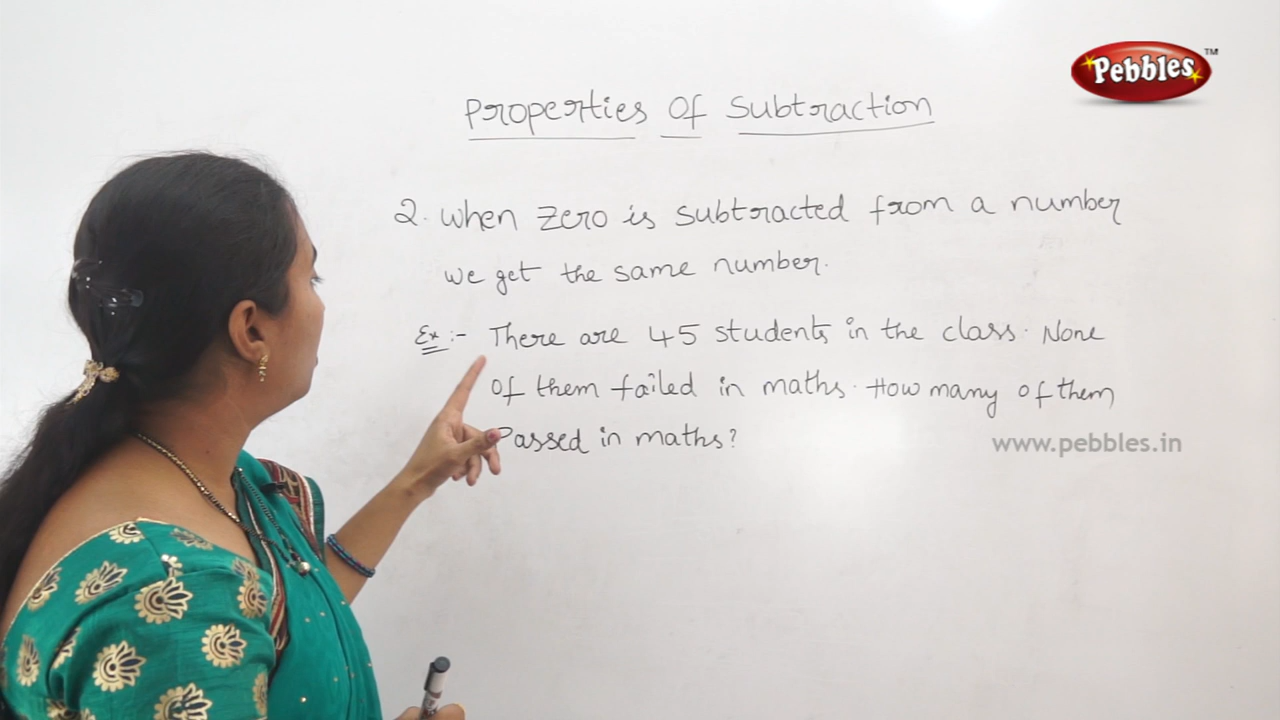 Pebbles™
Properties Of Subtraction
2. When Zero is subtracted from a number
we get the same number.
Ex :- There are 45 students in the class. None
of them failed in maths. How many of them
Passed in maths?
www.pebbles.in